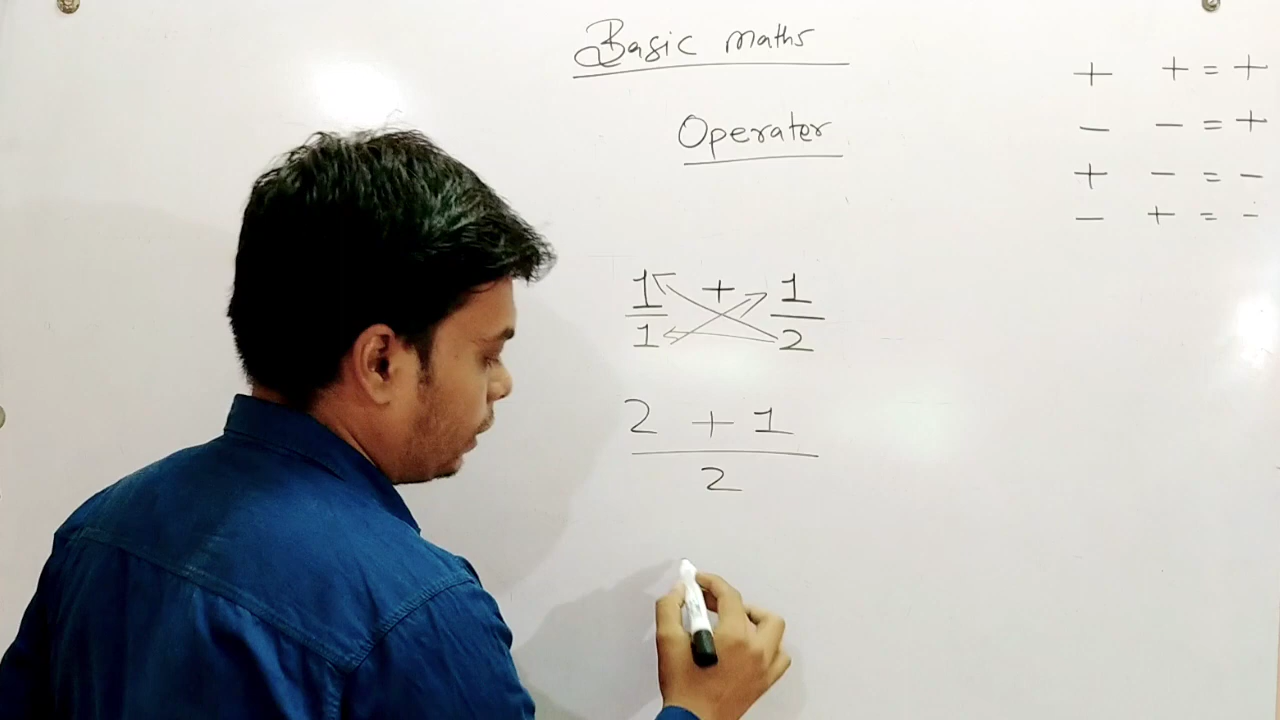 Basic maths
Operater
+ + = +
- - = +
+ - = -
- + = -
1/1 + 1/2
2 + 1
2